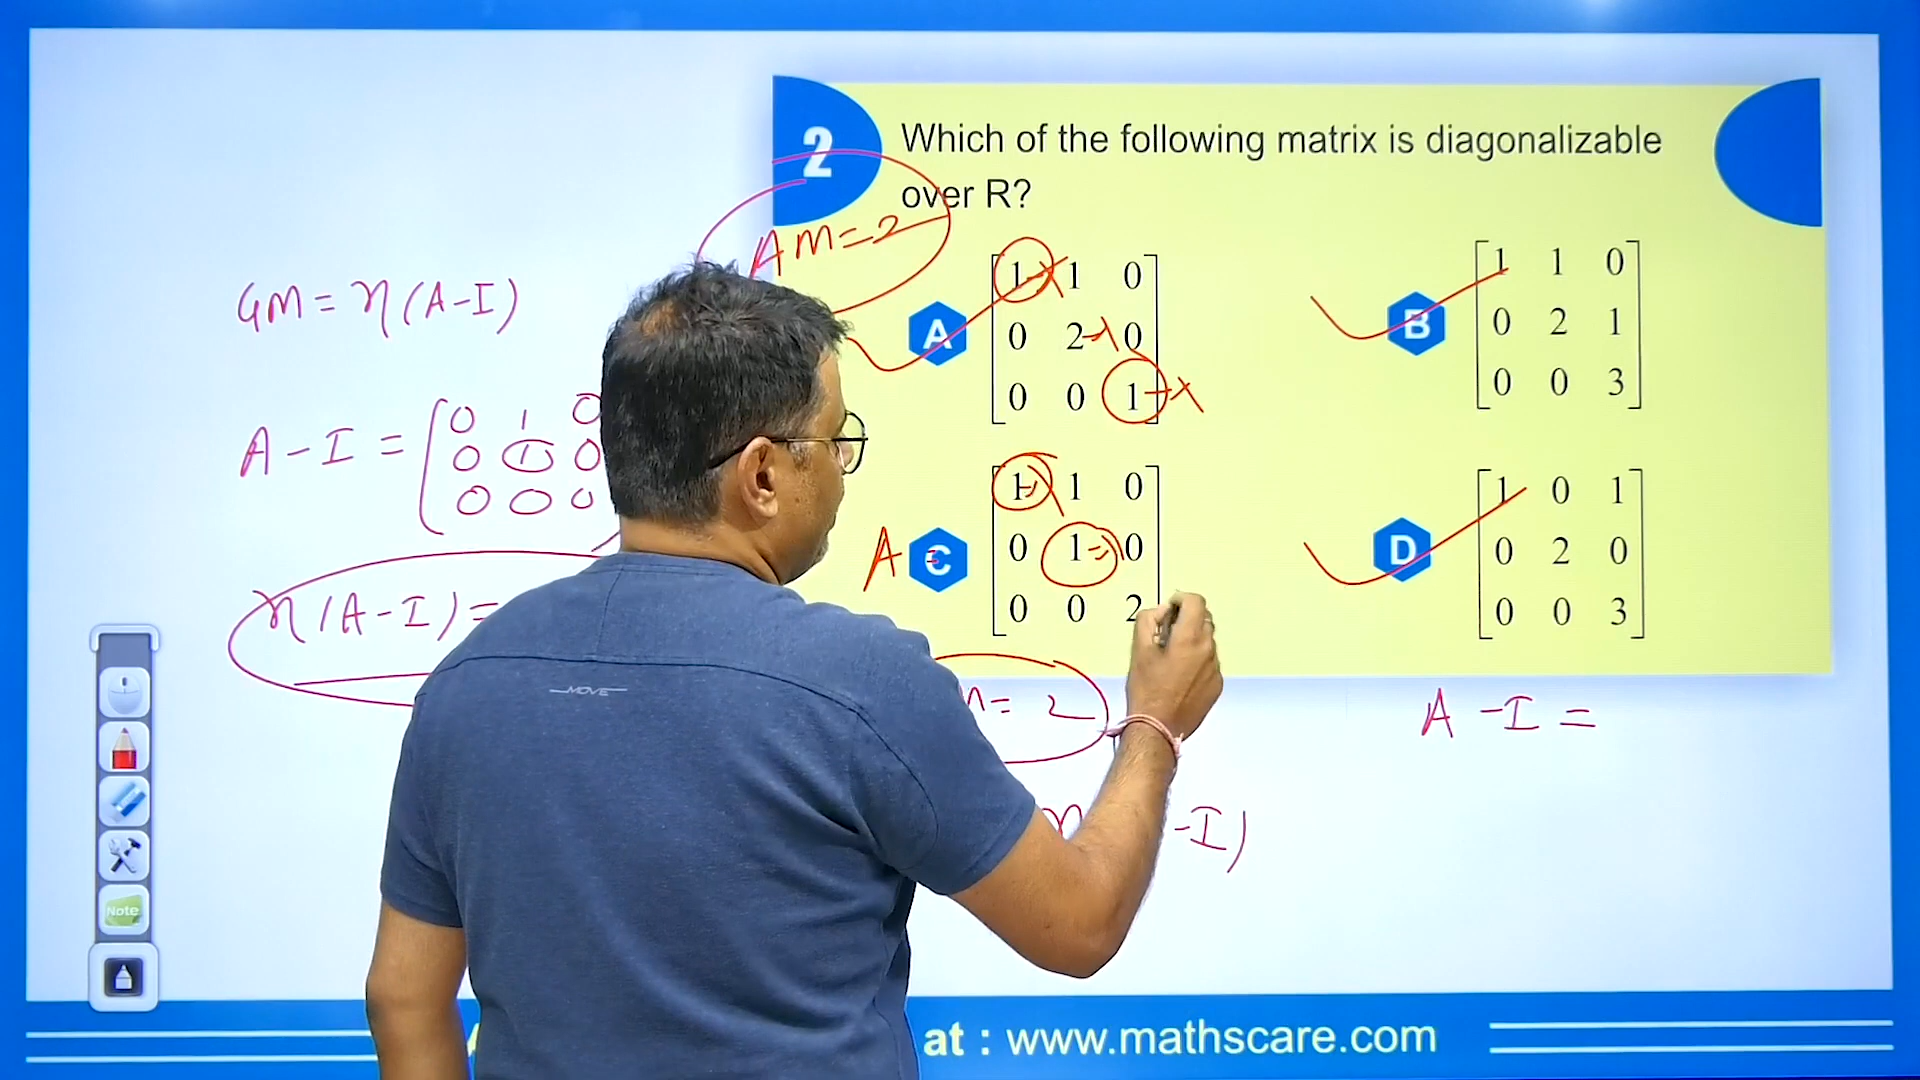 2
Which of the following matrix is diagonalizable
over R?
AM=2
A
1-λ 1 0
0 2-λ 0
0 0 1-λ
B
1 1 0
0 2 1
0 0 3
A =
C
1 0
0 1 0
0 0 2
D
1 0 1
0 2 0
0 0 3
GM = η(A-I)
A-I =
0 1 0
0 1 0
0 0 0
η(A-I)=
= 2
-I)
A-I =
Note
MOVE
at : www.mathscare.com